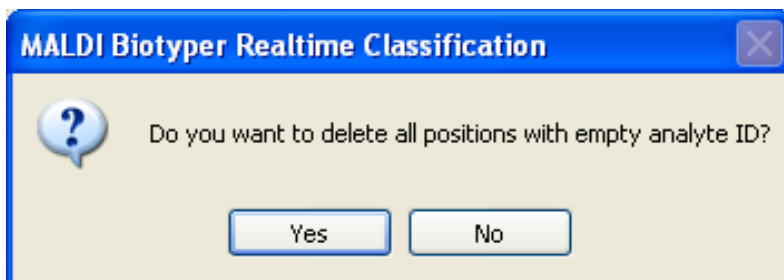 MALDI Biotyper Realtime Classification
Do you want to delete all positions with empty analyte ID?
Yes No